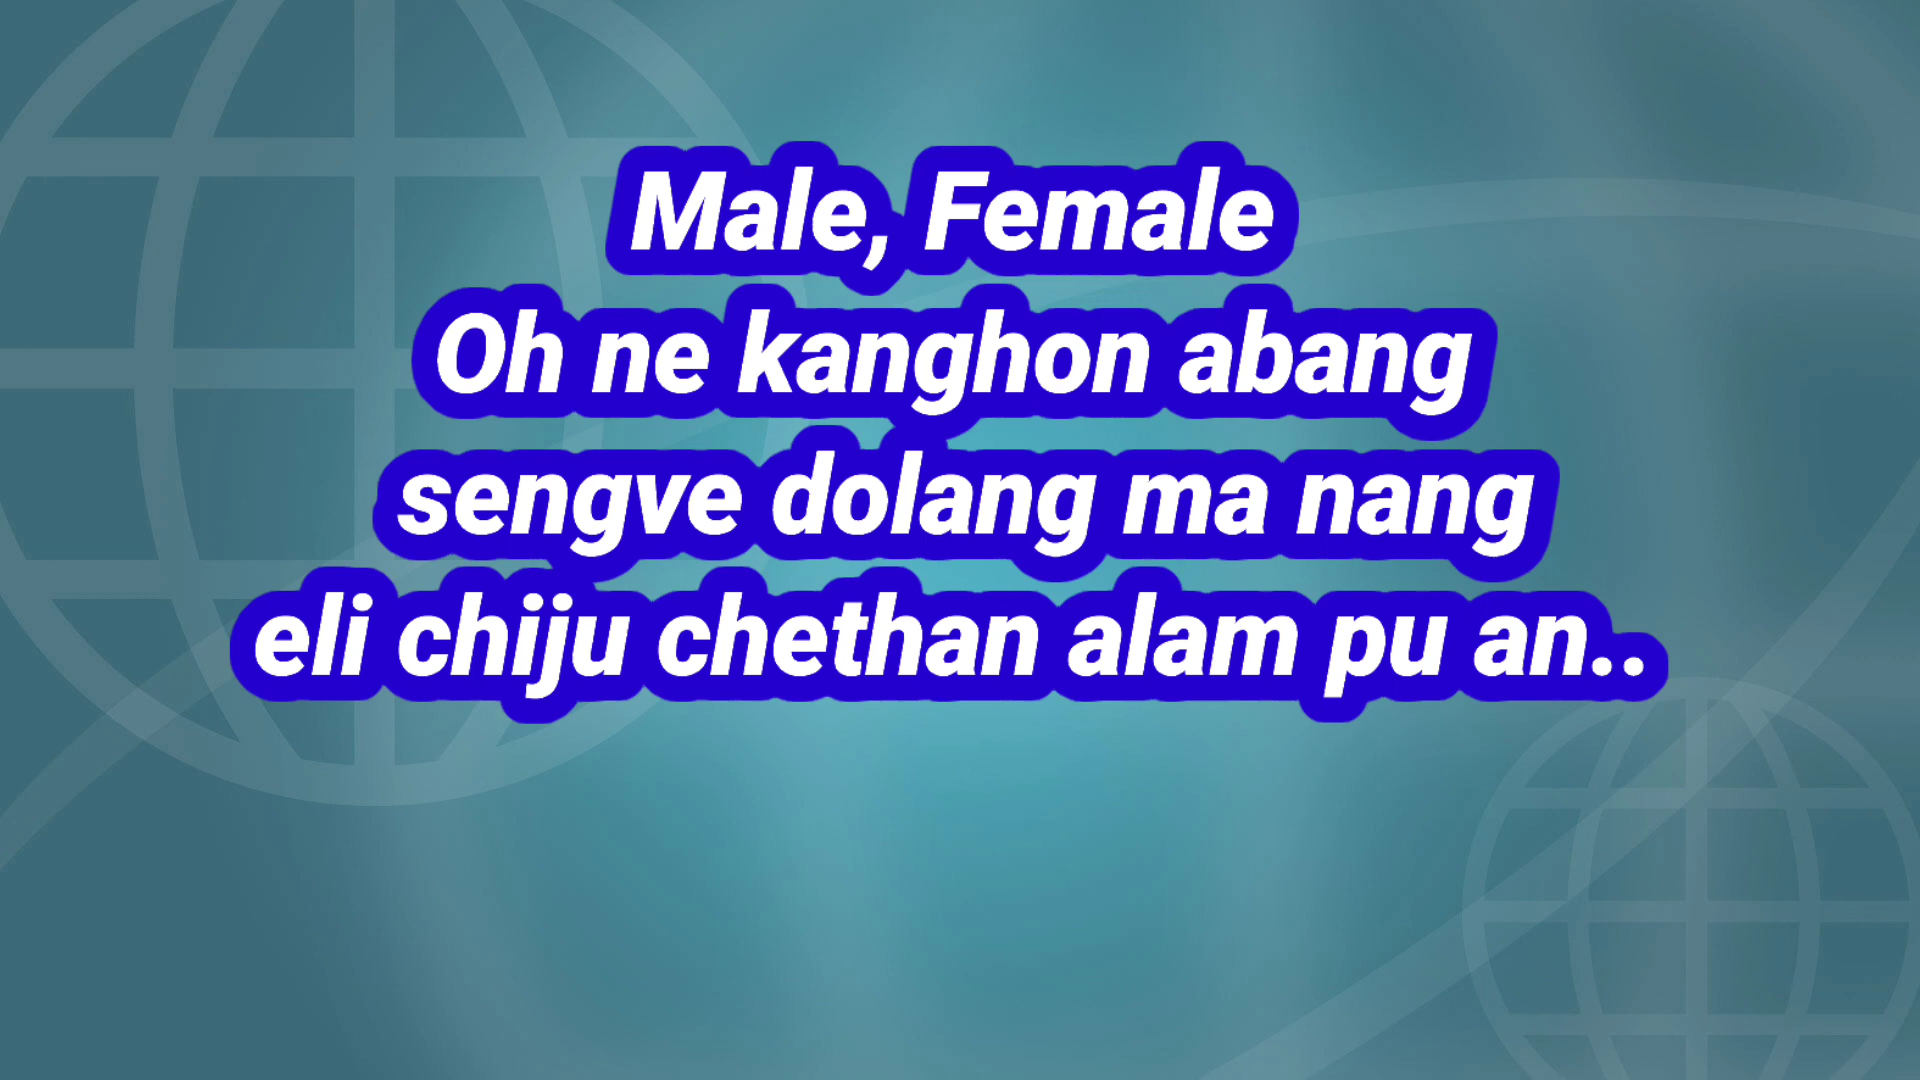 Male, Female
Oh ne kanghon abang
sengve dolang ma nang
eli chiju chethan alam pu an..